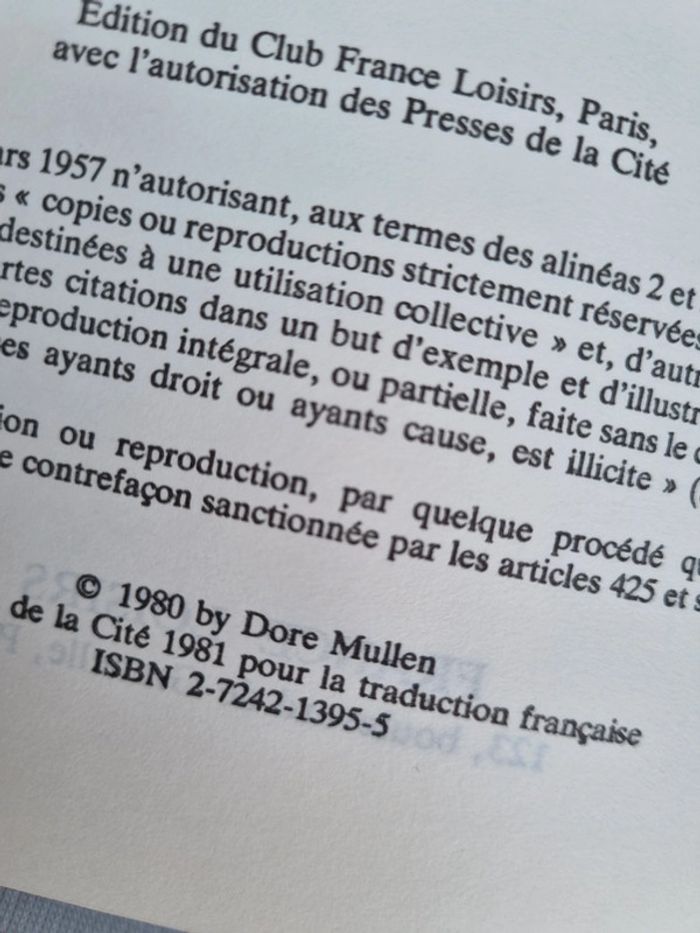 Edition du Club France Loisirs, Paris,
avec l'autorisation des Presses de la Cité
ars 1957 n'autorisant, aux termes des alinéas 2 et
s « copies ou reproductions strictement réservées
destinées à une utilisation collective » et, d'autr
rtes citations dans un but d'exemple et d'illustr
eproduction intégrale, ou partielle, faite sans le c
es ayants droit ou ayants cause, est illicite » (
ion ou reproduction, par quelque procédé qu
e contrefaçon sanctionnée par les articles 425 et s
© 1980 by Dore Mullen
de la Cité 1981 pour la traduction française
ISBN 2-7242-1395-5